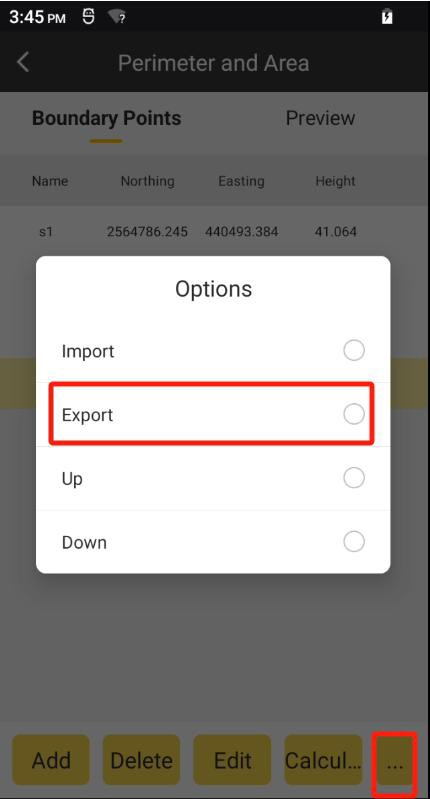 3:45 PM
Perimeter and Area
Boundary Points Preview
Name Northing Easting Height
s1 2564786.245 440493.384 41.064
Options
Import
Export
Up
Down
Add Delete Edit Calcul... ...